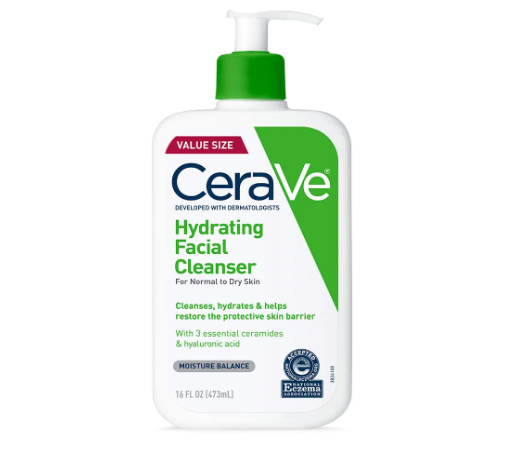 VALUE SIZE
CeraVe®
DEVELOPED WITH DERMATOLOGISTS
Hydrating
Facial
Cleanser
For Normal to Dry Skin
Cleanses, hydrates & helps
restore the protective skin barrier
With 3 essential ceramides
& hyaluronic acid
MOISTURE BALANCE
ACCEPTED
NATIONAL
Eczema
ASSOCIATION
16 FL OZ (473mL)